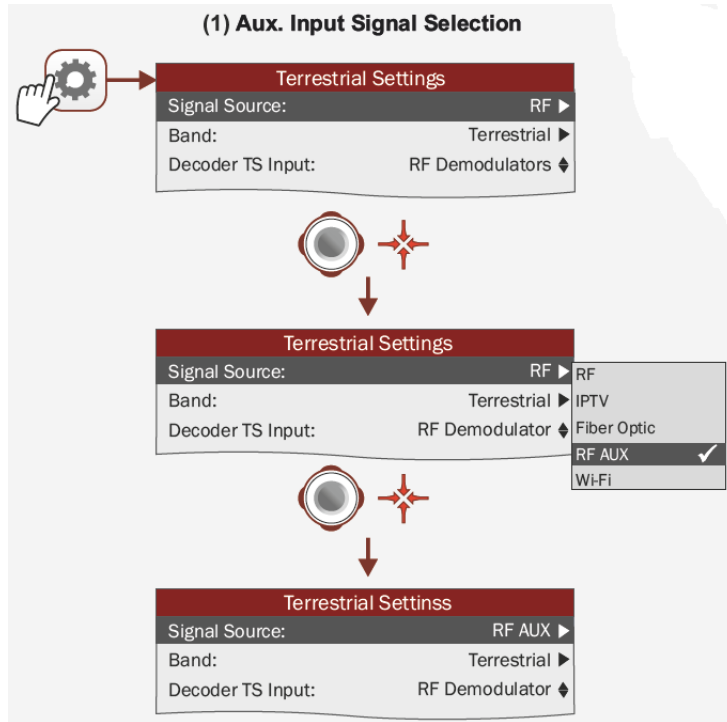 (1) Aux. Input Signal Selection
Terrestrial Settings
Signal Source: RF
Band: Terrestrial
Decoder TS Input: RF Demodulators
Terrestrial Settings
Signal Source: RF
Band: Terrestrial
Decoder TS Input: RF Demodulator
RF
IPTV
Fiber Optic
RF AUX
Wi-Fi
Terrestrial Settinss
Signal Source: RF AUX
Band: Terrestrial
Decoder TS Input: RF Demodulator